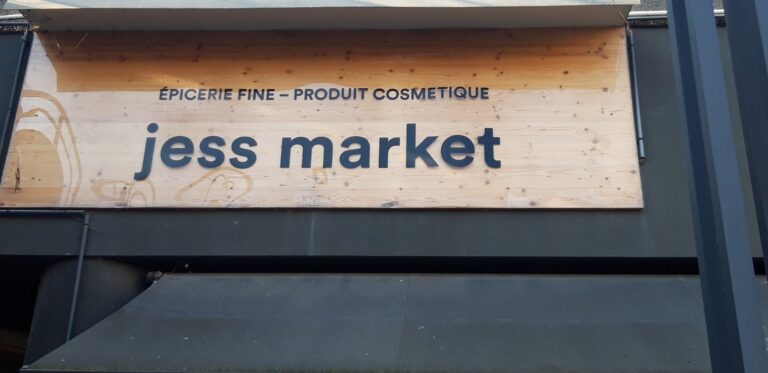 ÉPICERIE FINE – PRODUIT COSMETIQUE
jess market